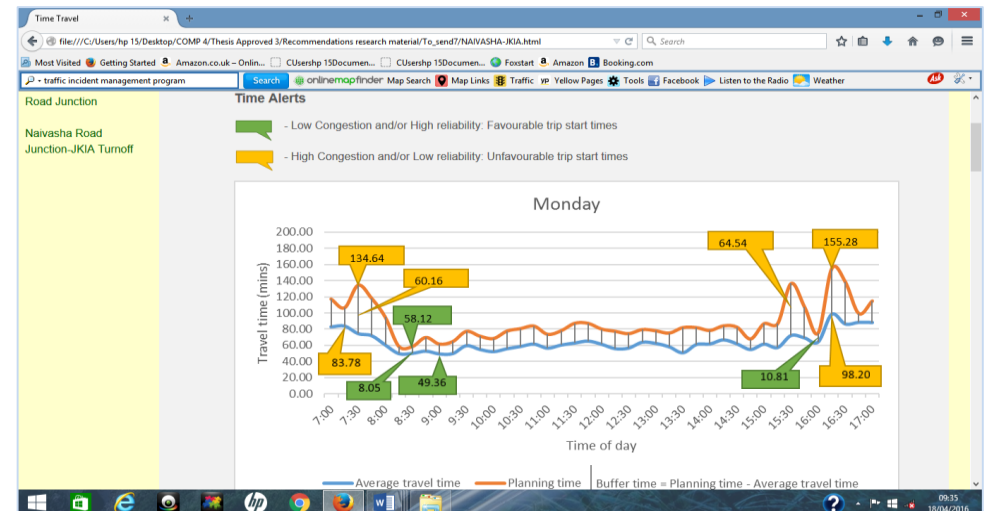 Time Travel
file:///C:/Users/hp 15/Desktop/COMP 4/Thesis Approved 3/Recommendations research material/To_send7/NAIVASHA-JKIA.html
Search
Most Visited Getting Started Amazon.co.uk – Onlin... CUsershp 15Documen... CUsershp 15Documen... Foxstart Amazon Booking.com
traffic incident management program Search onlinemapfinder Map Search Map Links Traffic YP Yellow Pages Tools Facebook Listen to the Radio Weather
Road Junction
Naivasha Road
Junction-JKIA Turnoff
Time Alerts
- Low Congestion and/or High reliability: Favourable trip start times
- High Congestion and/or Low reliability: Unfavourable trip start times
Monday
Travel time (mins)
200.00
180.00
160.00
140.00
120.00
100.00
80.00
60.00
40.00
20.00
0.00
134.64
60.16
58.12
83.78
8.05
49.36
64.54
155.28
10.81
98.20
7:00 7:30 8:00 8:30 9:00 9:30 10:00 10:30 11:00 11:30 12:00 12:30 13:00 13:30 14:00 14:30 15:00 15:30 16:00 16:30 17:00
Time of day
Average travel time Planning time Buffer time = Planning time - Average travel time
hp
09:35
18/04/2016